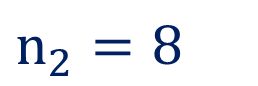 n₂ = 8